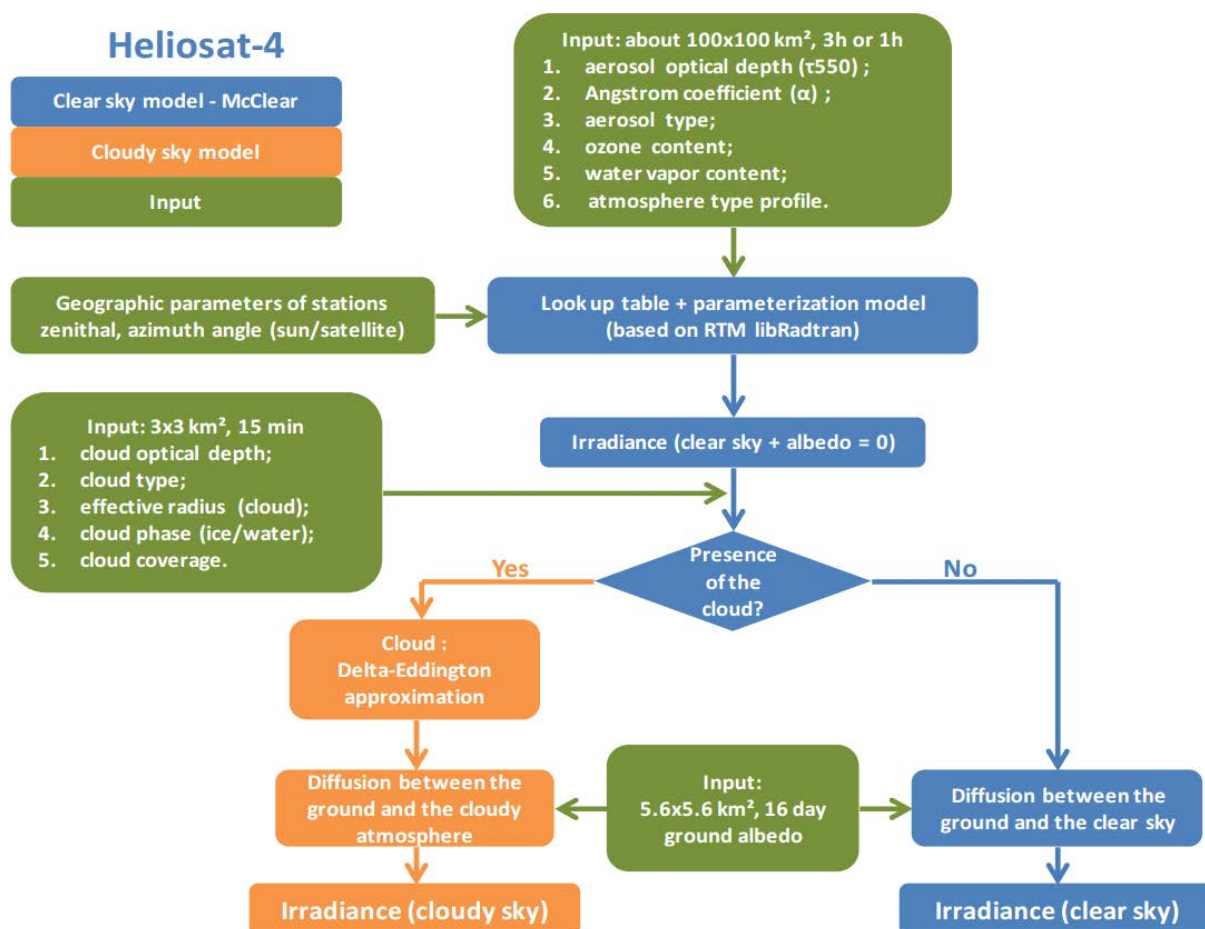 Heliosat-4
Clear sky model - McClear
Cloudy sky model
Input
Input: about 100x100 km², 3h or 1h
1. aerosol optical depth (τ550) ;
2. Angstrom coefficient (α) ;
3. aerosol type;
4. ozone content;
5. water vapor content;
6. atmosphere type profile.
Geographic parameters of stations
zenithal, azimuth angle (sun/satellite)
Look up table + parameterization model
(based on RTM libRadtran)
Input: 3x3 km², 15 min
1. cloud optical depth;
2. cloud type;
3. effective radius (cloud);
4. cloud phase (ice/water);
5. cloud coverage.
Irradiance (clear sky + albedo = 0)
Presence
of the
cloud?
Yes
No
Cloud :
Delta-Eddington
approximation
Diffusion between the
ground and the cloudy
atmosphere
Input:
5.6x5.6 km², 16 day
ground albedo
Diffusion between the
ground and the clear sky
Irradiance (cloudy sky)
Irradiance (clear sky)